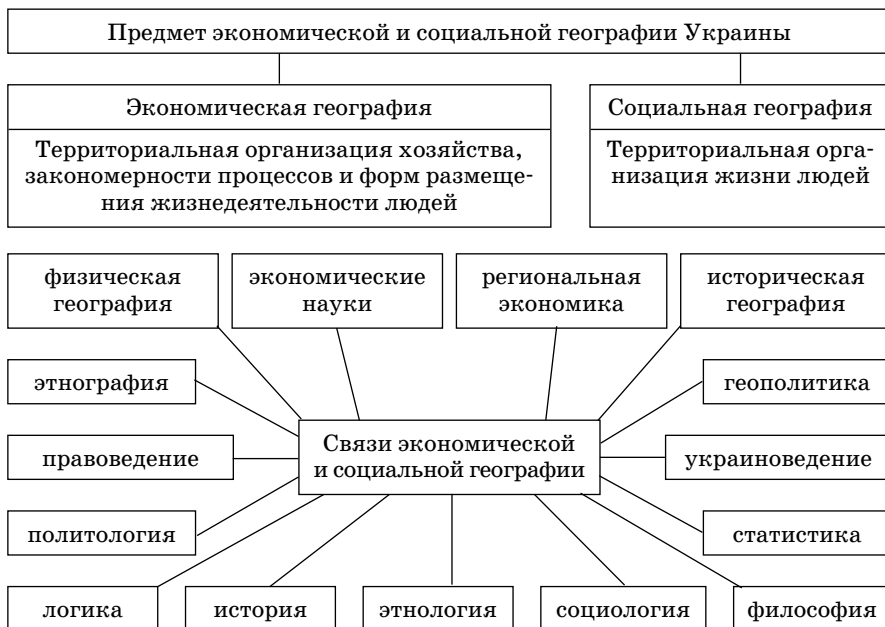 Предмет экономической и социальной географии Украины
Экономическая география
Территориальная организация хозяйства,
закономерности процессов и форм размеще-
ния жизнедеятельности людей
Социальная география
Территориальная орга-
низация жизни людей
физическая
география
экономические
науки
региональная
экономика
историческая
география
этнография
геополитика
правоведение
Связи экономической
и социальной географии
украиноведение
политология
статистика
логика
история
этнология
социология
философия